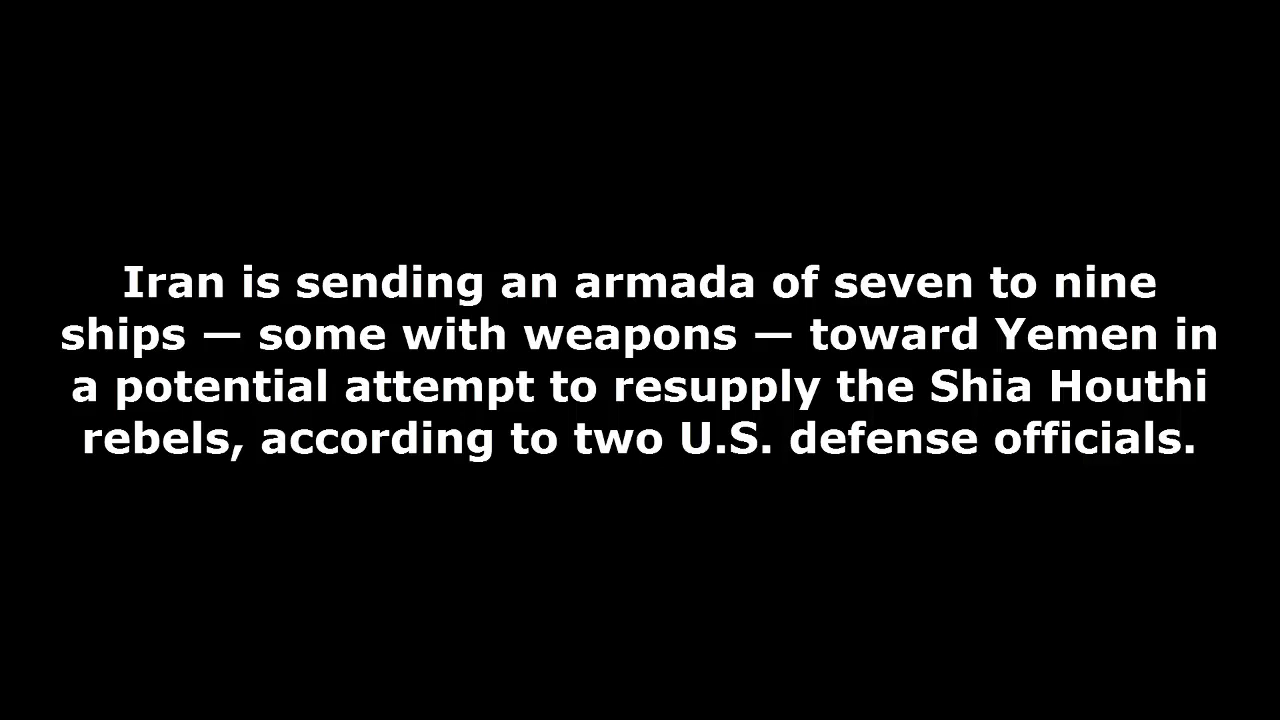 Iran is sending an armada of seven to nine
ships — some with weapons — toward Yemen in
a potential attempt to resupply the Shia Houthi
rebels, according to two U.S. defense officials.